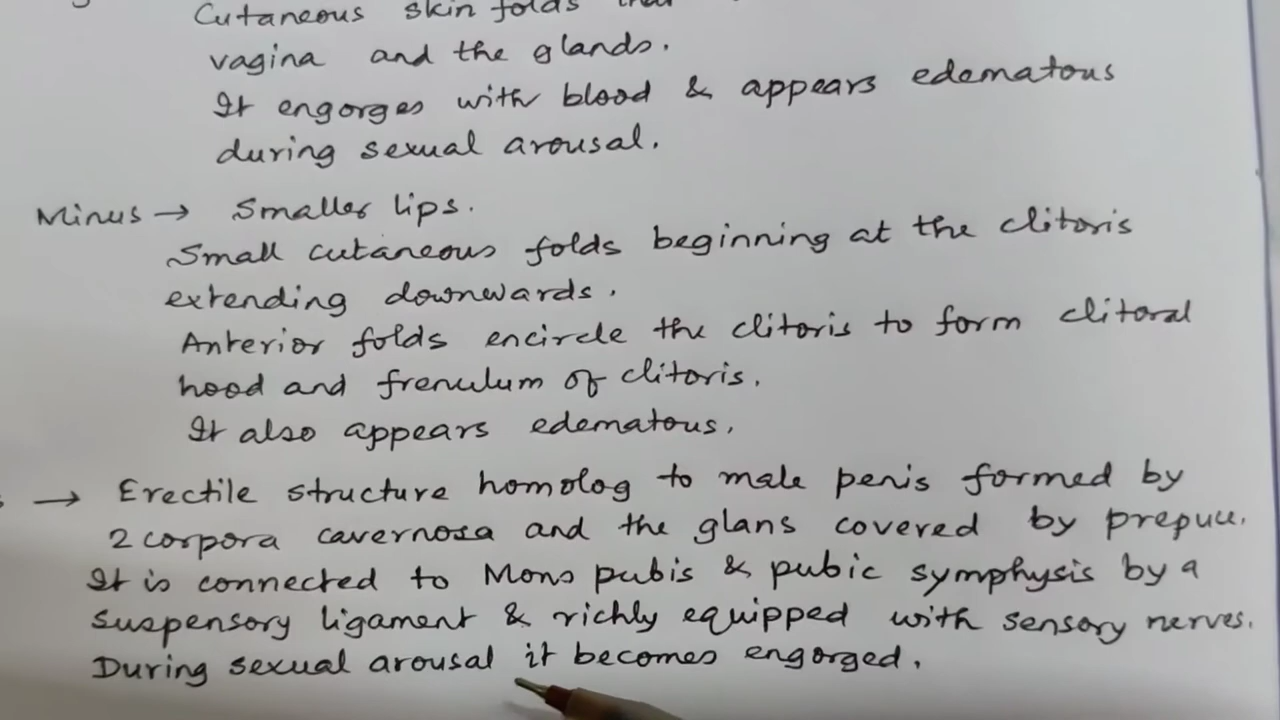 Cutaneous skin folds
vagina and the glands.
It engorges with blood & appears edematous
during sexual arousal.
Minus → Smaller lips.
Small cutaneous folds beginning at the clitoris
extending downwards.
Anterior folds encircle the clitoris to form clitoral
hood and frenulum of clitoris.
It also appears edematous.
→ Erectile structure homolog to male penis formed by
2 corpora cavernosa and the glans covered by prepuce.
It is connected to Mons pubis & pubic symphysis by a
suspensory ligament & richly equipped with sensory nerves.
During sexual arousal it becomes engorged.